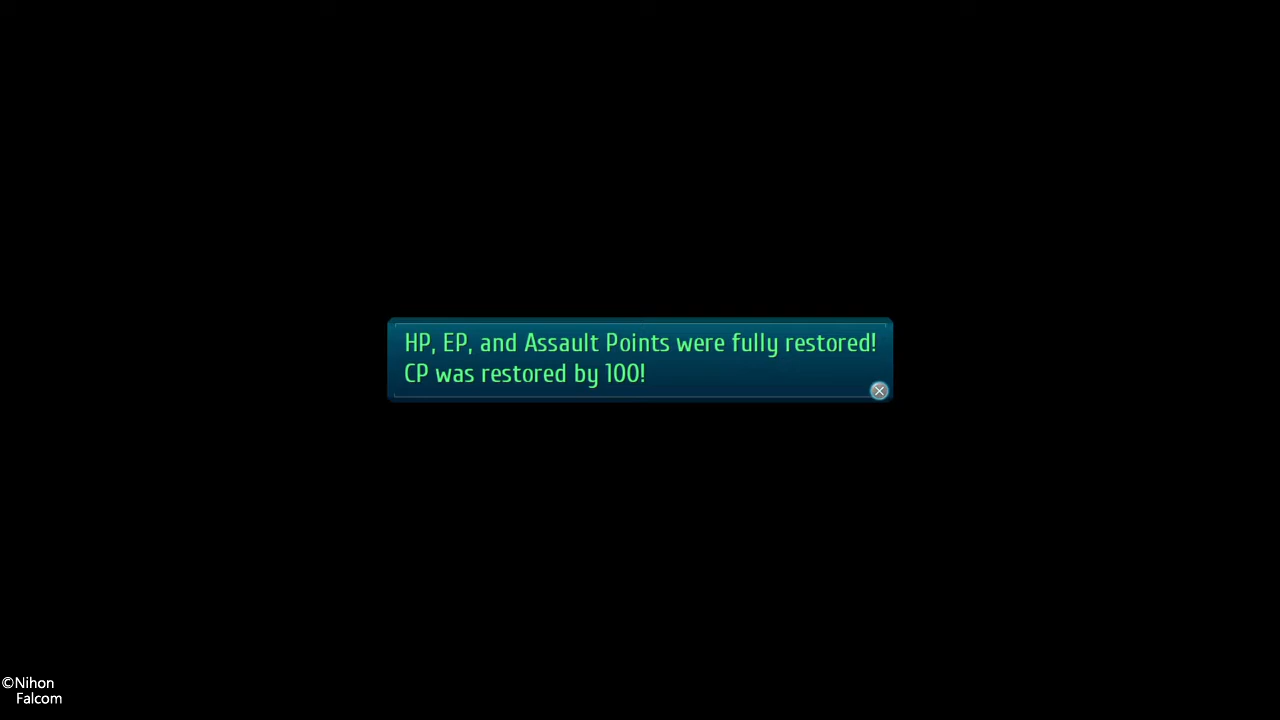 HP, EP, and Assault Points were fully restored!
CP was restored by 100!
©Nihon
Falcom